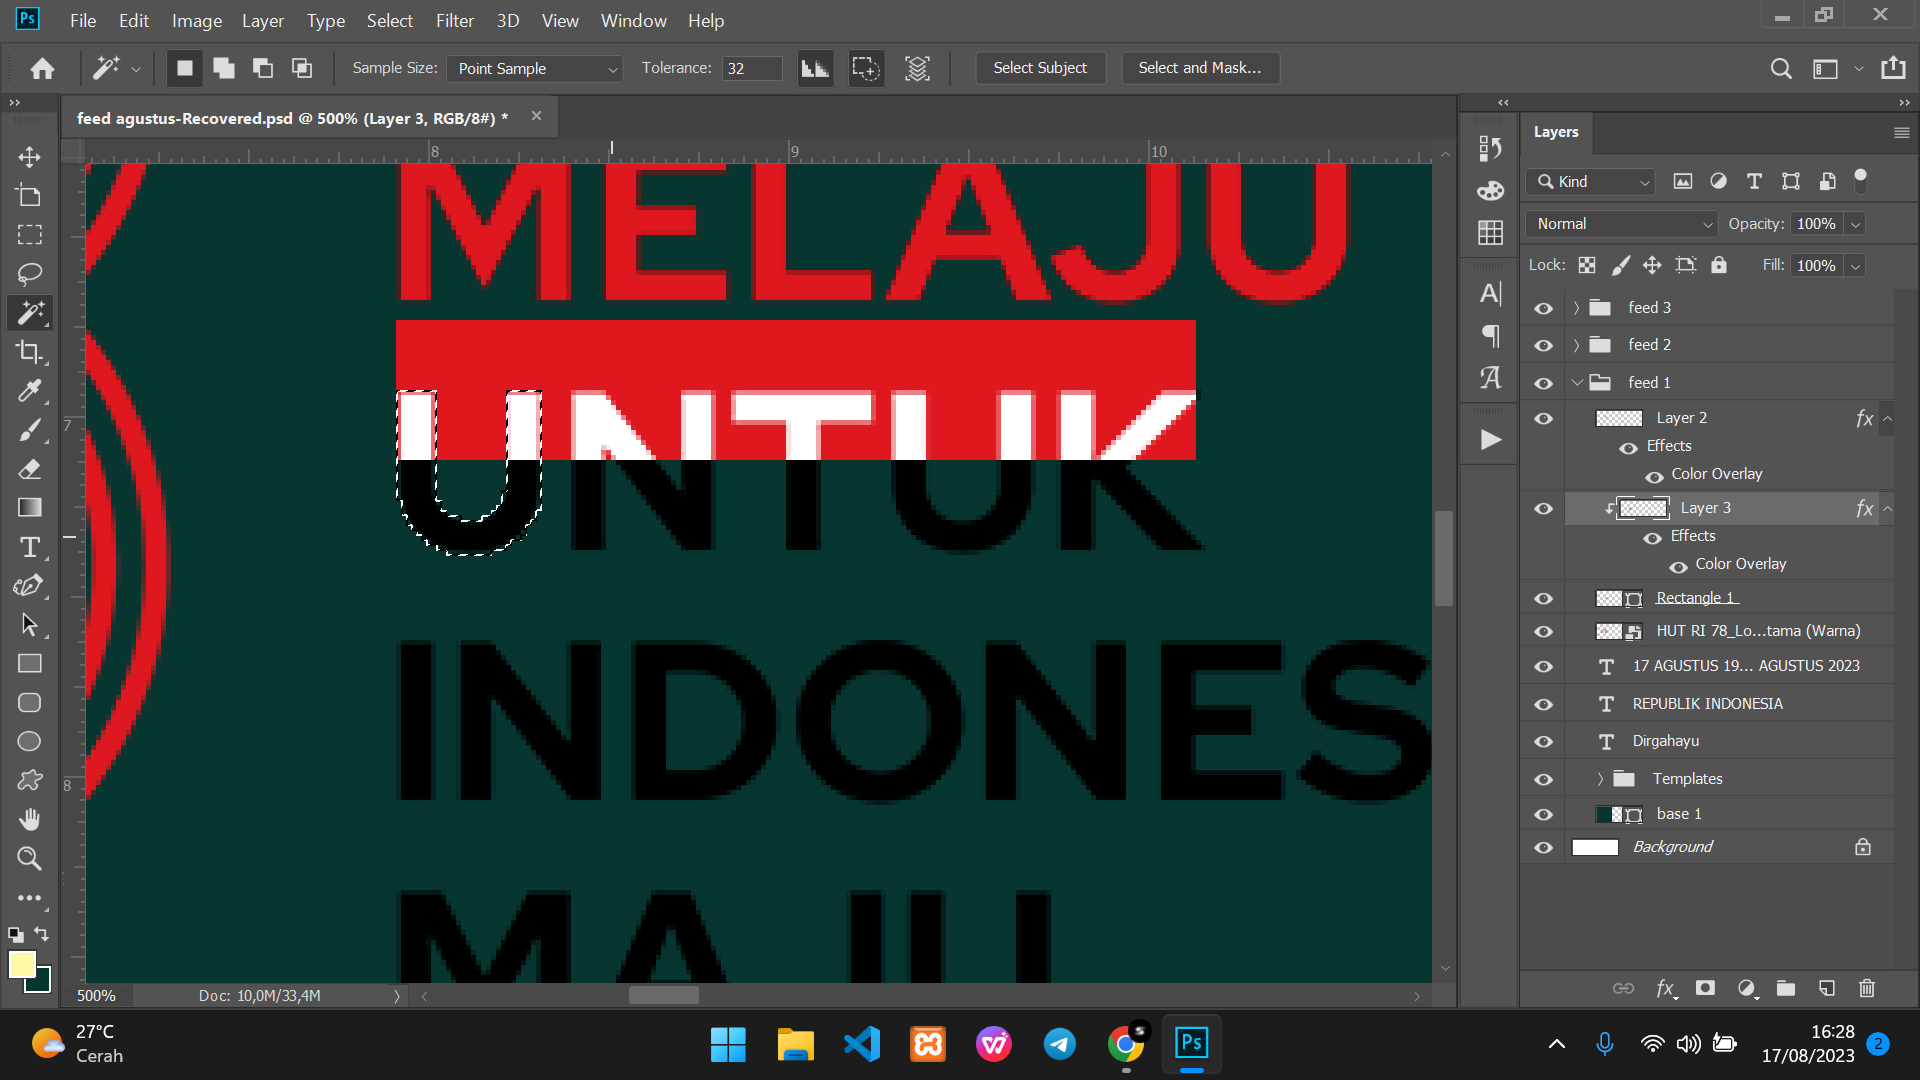 Ps File Edit Image Layer Type Select Filter 3D View Window Help
Sample Size: Point Sample Tolerance: 32 Select Subject Select and Mask...
feed agustus-Recovered.psd @ 500% (Layer 3, RGB/8#) *
8 9 10
7
8
MELAJU
UNTUK
INDONES
Layers
Kind
Normal Opacity: 100%
Lock: Fill: 100%
feed 3
feed 2
feed 1
Layer 2 fx
Effects
Color Overlay
Layer 3 fx
Effects
Color Overlay
Rectangle 1
HUT RI 78_Lo...tama (Warna)
17 AGUSTUS 19... AGUSTUS 2023
REPUBLIK INDONESIA
Dirgahayu
Templates
base 1
Background
500% Doc: 10,0M/33,4M
27°C
Cerah
Ps
16:28
17/08/2023
2